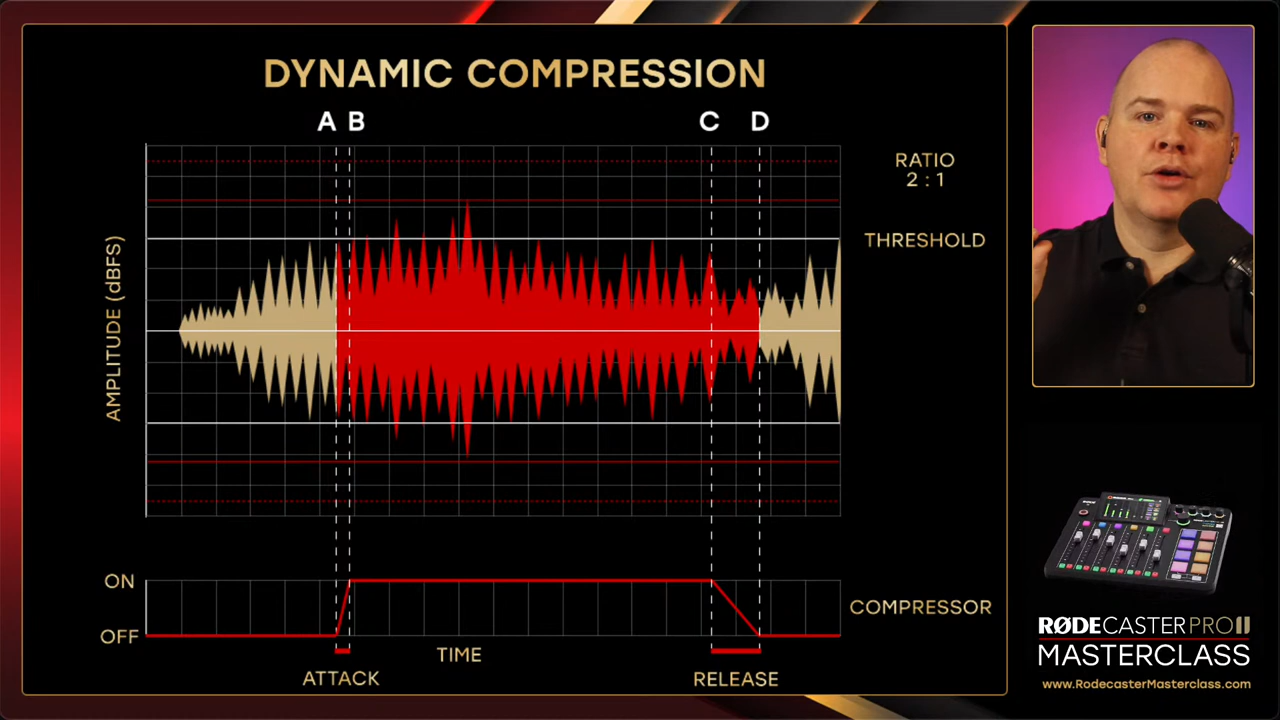 DYNAMIC COMPRESSION
A B C D
RATIO
2 : 1
THRESHOLD
AMPLITUDE (dBFS)
ON
OFF
COMPRESSOR
TIME
ATTACK
RELEASE
RØDECASTER PRO II
MASTERCLASS
www.RodecasterMasterclass.com